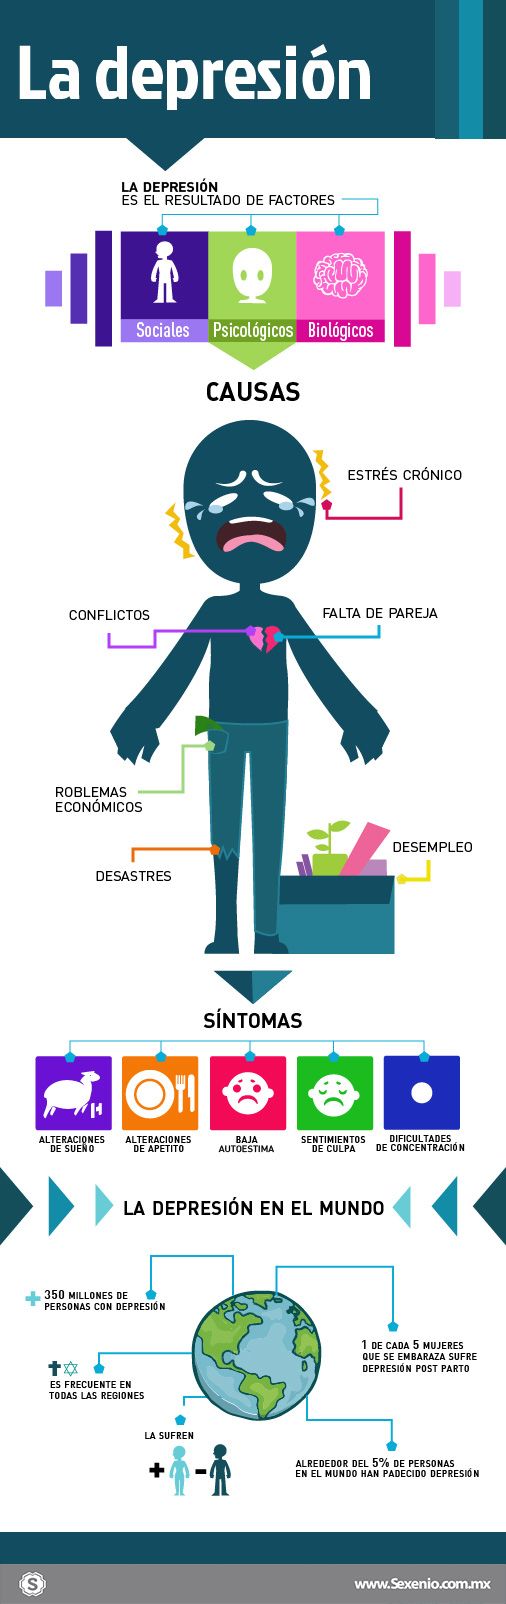 La depresión
LA DEPRESIÓN
ES EL RESULTADO DE FACTORES
Sociales
Psicológicos
Biológicos
CAUSAS
ESTRÉS CRÓNICO
CONFLICTOS
FALTA DE PAREJA
ROBLEMAS
ECONÓMICOS
DESEMPLEO
DESASTRES
SÍNTOMAS
ALTERACIONES
DE SUEÑO
ALTERACIONES
DE APETITO
BAJA
AUTOESTIMA
SENTIMIENTOS
DE CULPA
DIFICULTADES
DE CONCENTRACIÓN
LA DEPRESIÓN EN EL MUNDO
+ 350 MILLONES DE
PERSONAS CON DEPRESIÓN
1 DE CADA 5 MUJERES
QUE SE EMBARAZA SUFRE
DEPRESIÓN POST PARTO
ES FRECUENTE EN
TODAS LAS REGIONES
LA SUFREN
+ -
ALREDEDOR DEL 5% DE PERSONAS
EN EL MUNDO HAN PADECIDO DEPRESIÓN
S
www.Sexenio.com.mx